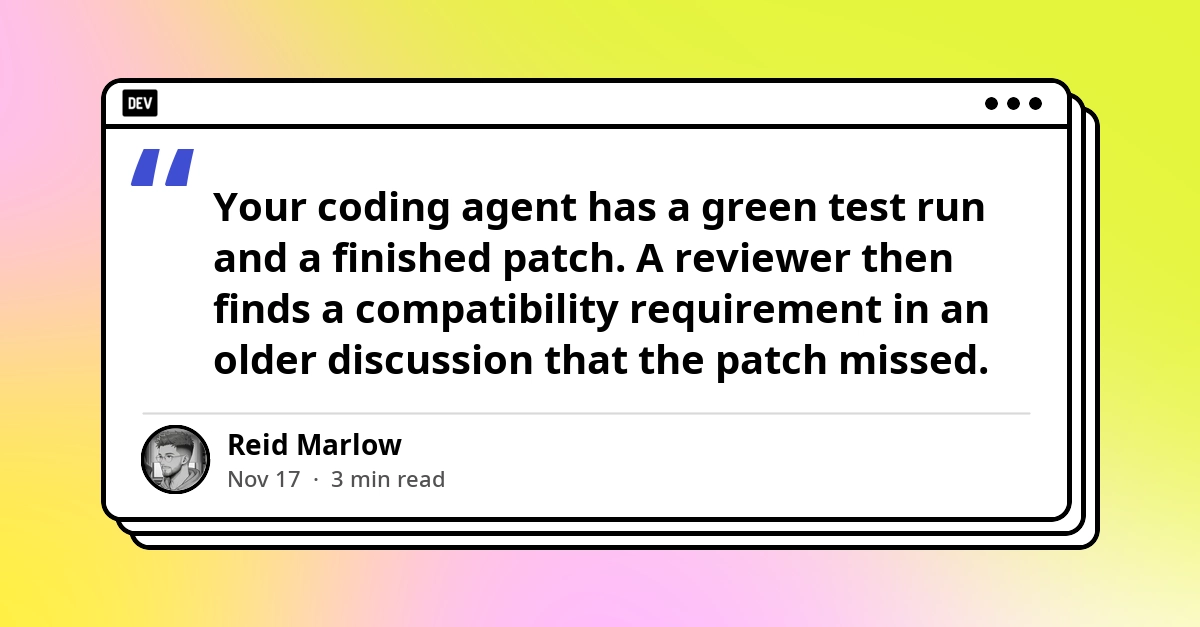 DEV
“
Your coding agent has a green test run
and a finished patch. A reviewer then
finds a compatibility requirement in an
older discussion that the patch missed.
Reid Marlow
Nov 17 · 3 min read